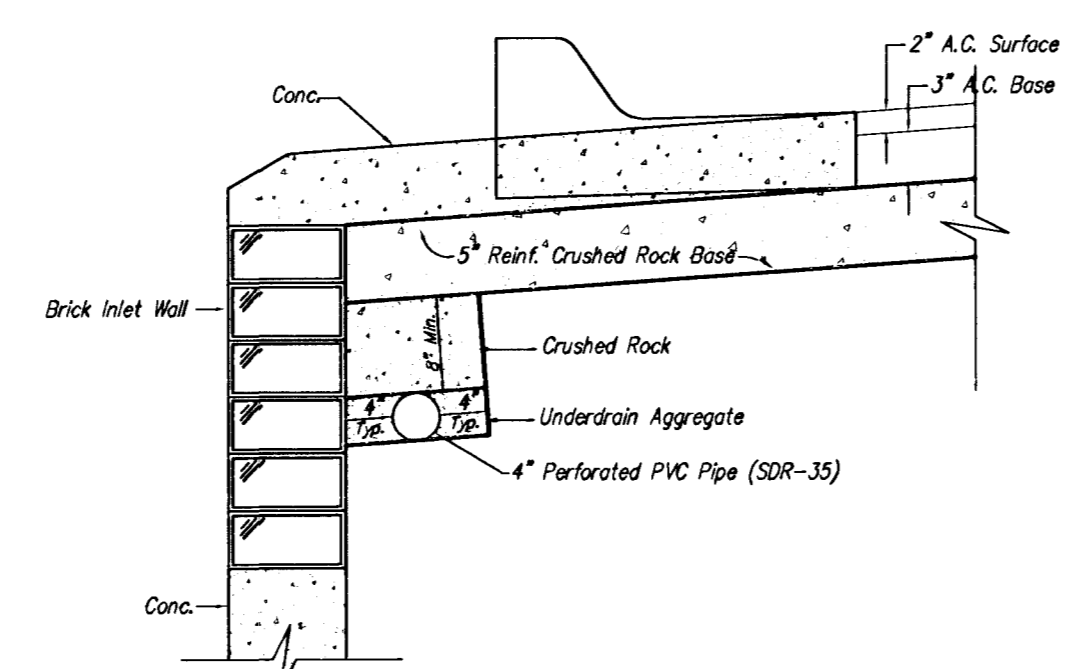 2" A.C. Surface
3" A.C. Base
Conc.
5" Reinf. Crushed Rock Base
Brick Inlet Wall
8" Min.
Crushed Rock
4" 4"
Typ. Typ.
Underdrain Aggregate
4" Perforated PVC Pipe (SDR-35)
Conc.